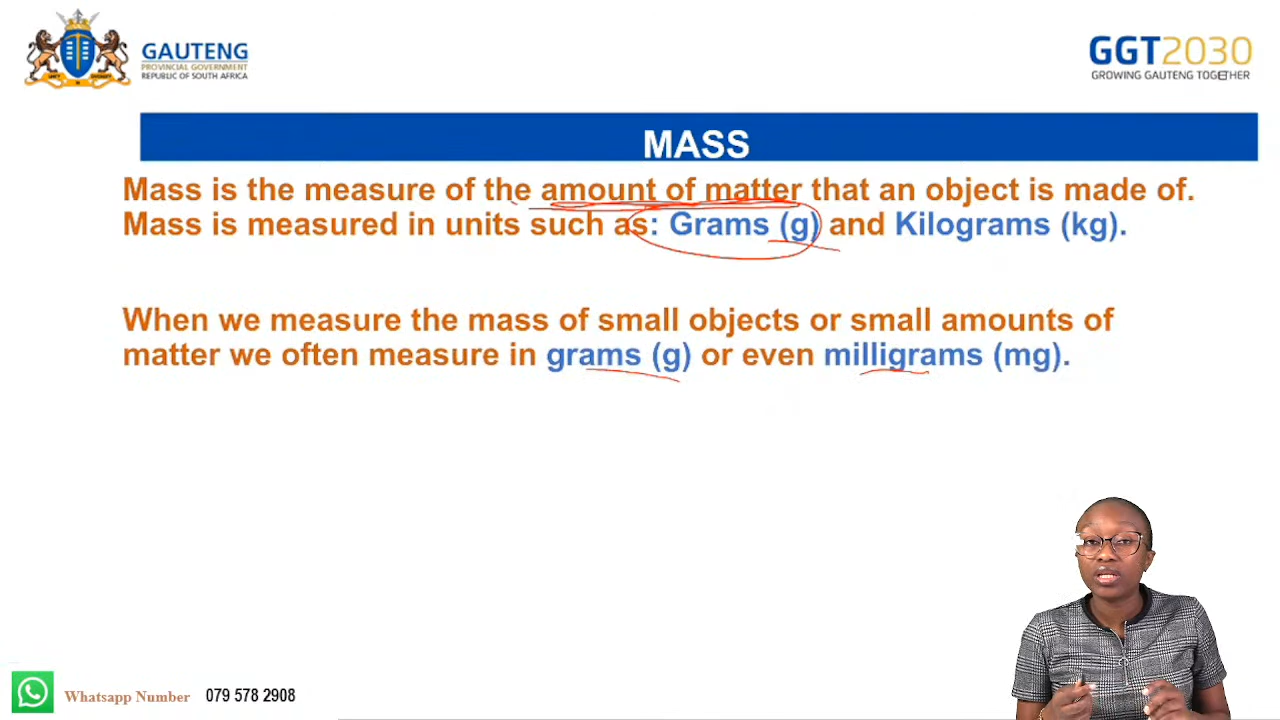 GAUTENG
PROVINCIAL GOVERNMENT
REPUBLIC OF SOUTH AFRICA
GGT2030
GROWING GAUTENG TOGETHER
MASS
Mass is the measure of the amount of matter that an object is made of.
Mass is measured in units such as: Grams (g) and Kilograms (kg).
When we measure the mass of small objects or small amounts of
matter we often measure in grams (g) or even milligrams (mg).
Whatsapp Number 079 578 2908